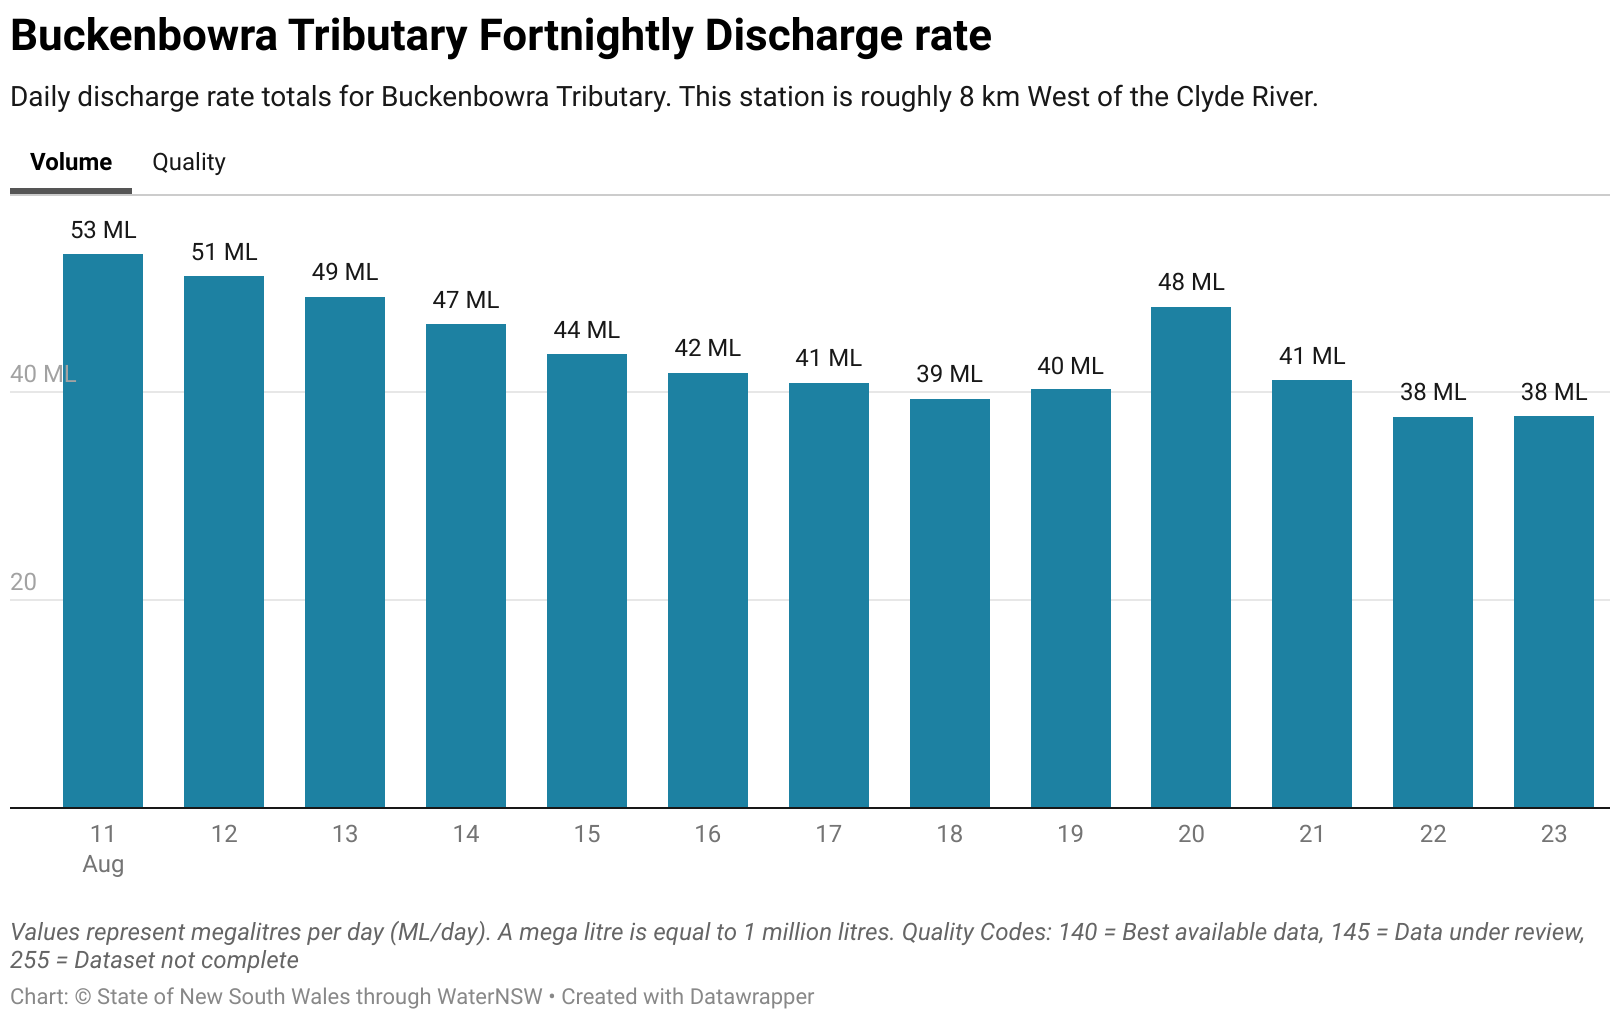 Buckenbowra Tributary Fortnightly Discharge rate
Daily discharge rate totals for Buckenbowra Tributary. This station is roughly 8 km West of the Clyde River.
Volume Quality
53 ML
51 ML
49 ML
47 ML
44 ML
42 ML
41 ML
39 ML
40 ML
48 ML
41 ML
38 ML
38 ML
40 ML
20
11 12 13 14 15 16 17 18 19 20 21 22 23
Aug
Values represent megalitres per day (ML/day). A mega litre is equal to 1 million litres. Quality Codes: 140 = Best available data, 145 = Data under review,
255 = Dataset not complete
Chart: © State of New South Wales through WaterNSW • Created with Datawrapper